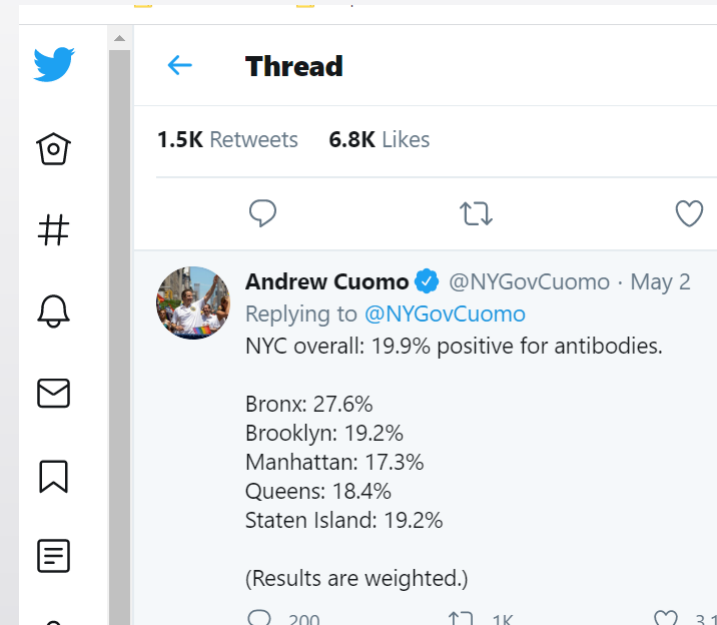 Thread
1.5K Retweets 6.8K Likes
Andrew Cuomo @NYGovCuomo · May 2
Replying to @NYGovCuomo
NYC overall: 19.9% positive for antibodies.
Bronx: 27.6%
Brooklyn: 19.2%
Manhattan: 17.3%
Queens: 18.4%
Staten Island: 19.2%
(Results are weighted.)
200 1K